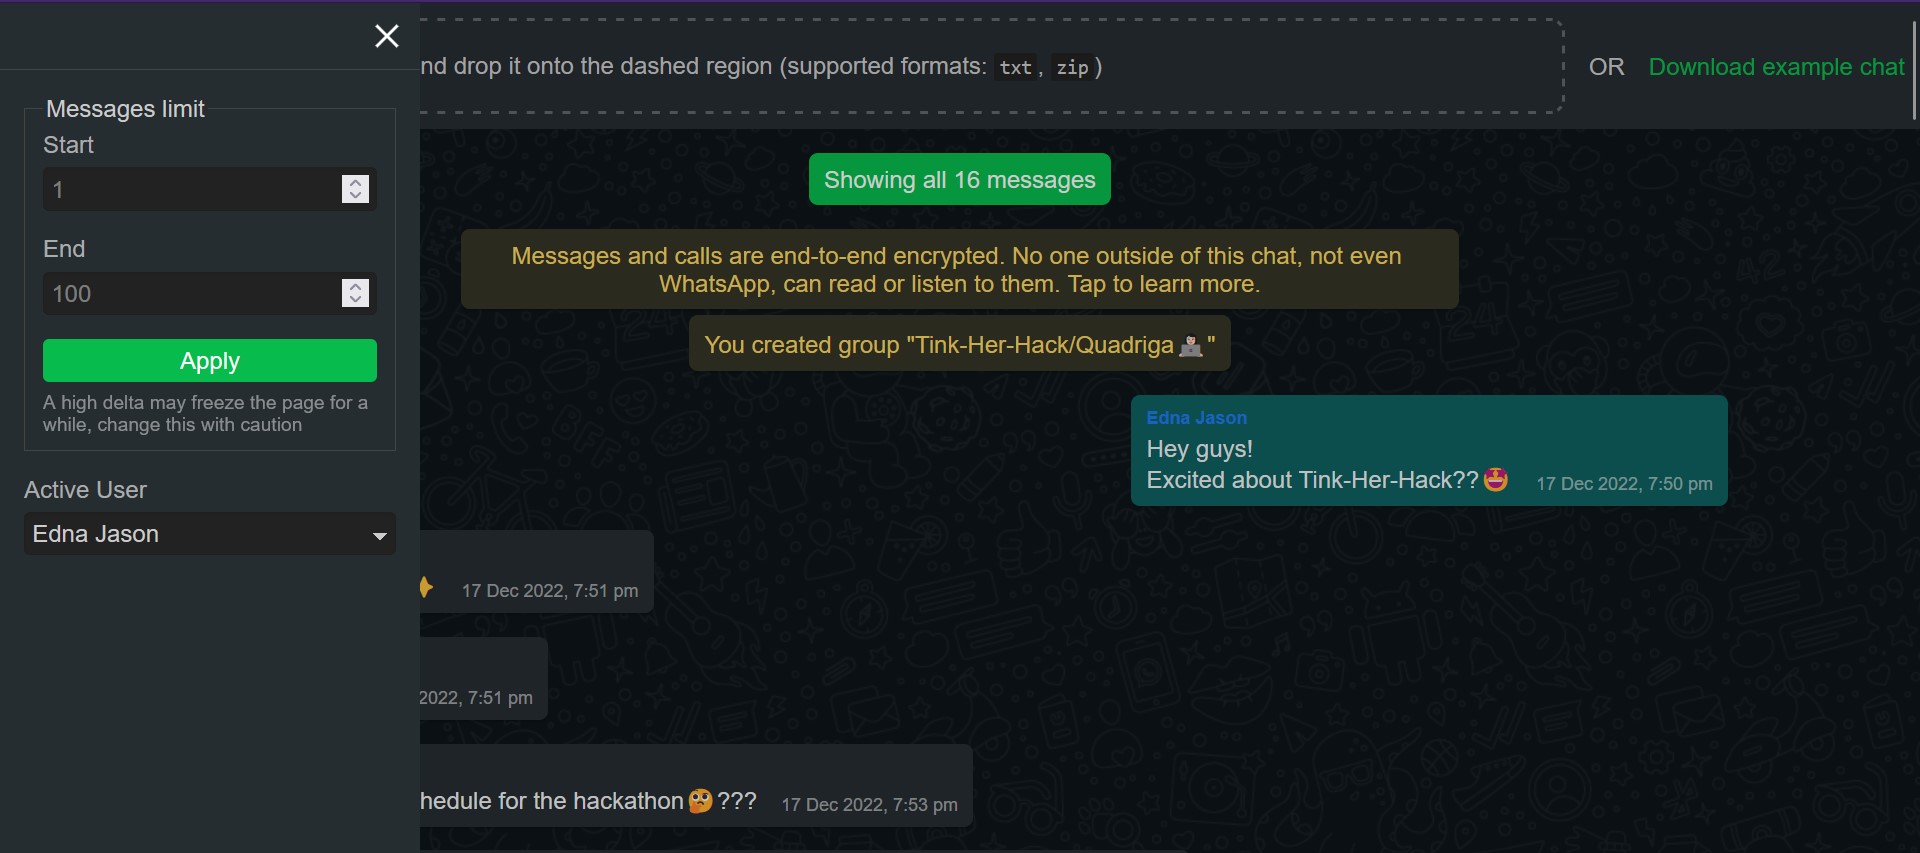 nd drop it onto the dashed region (supported formats: txt, zip)
OR
Download example chat
Messages limit
Start
1
End
100
Apply
A high delta may freeze the page for a
while, change this with caution
Active User
Edna Jason
Showing all 16 messages
Messages and calls are end-to-end encrypted. No one outside of this chat, not even
WhatsApp, can read or listen to them. Tap to learn more.
You created group "Tink-Her-Hack/Quadriga👩🏻‍💻"
Edna Jason
Hey guys!
Excited about Tink-Her-Hack??🤩 17 Dec 2022, 7:50 pm
17 Dec 2022, 7:51 pm
2022, 7:51 pm
hedule for the hackathon🤔??? 17 Dec 2022, 7:53 pm